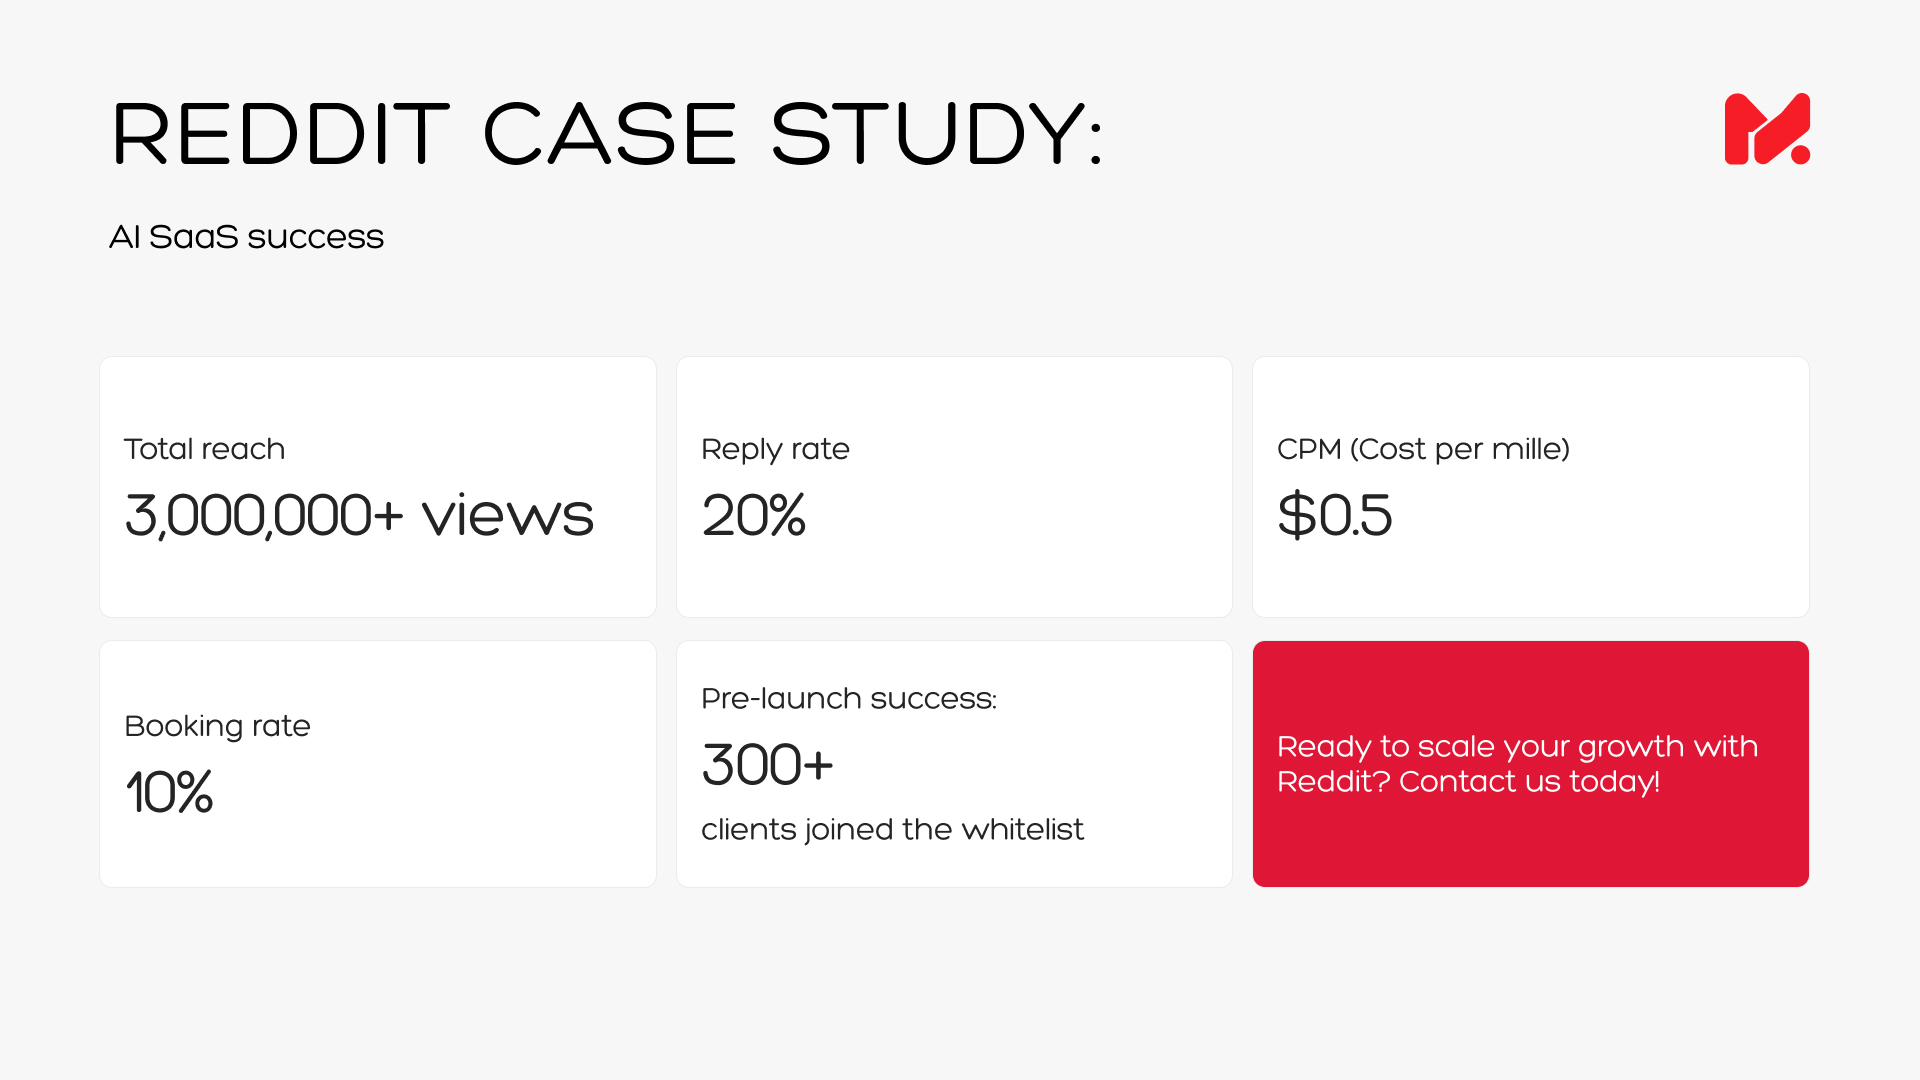 REDDIT CASE STUDY:
AI SaaS success
Total reach
3,000,000+ views
Reply rate
20%
CPM (Cost per mille)
$0.5
Booking rate
10%
Pre-launch success:
300+
clients joined the whitelist
Ready to scale your growth with
Reddit? Contact us today!